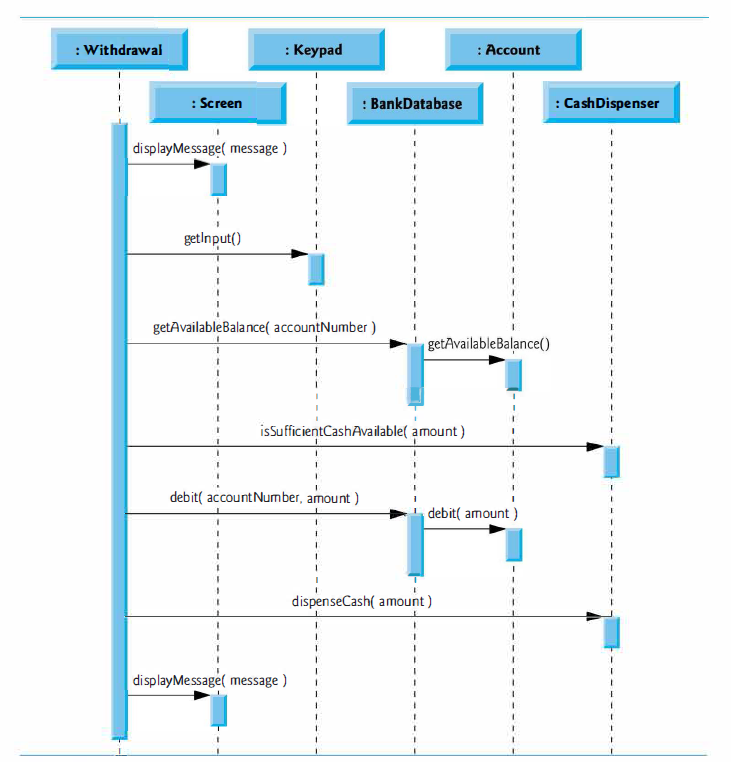 : Withdrawal
: Keypad
: Account
: Screen
: BankDatabase
: CashDispenser
displayMessage( message )
getInput()
getAvailableBalance( accountNumber )
getAvailableBalance()
isSufficientCashAvailable( amount )
debit( accountNumber, amount )
debit( amount )
dispenseCash( amount )
displayMessage( message )